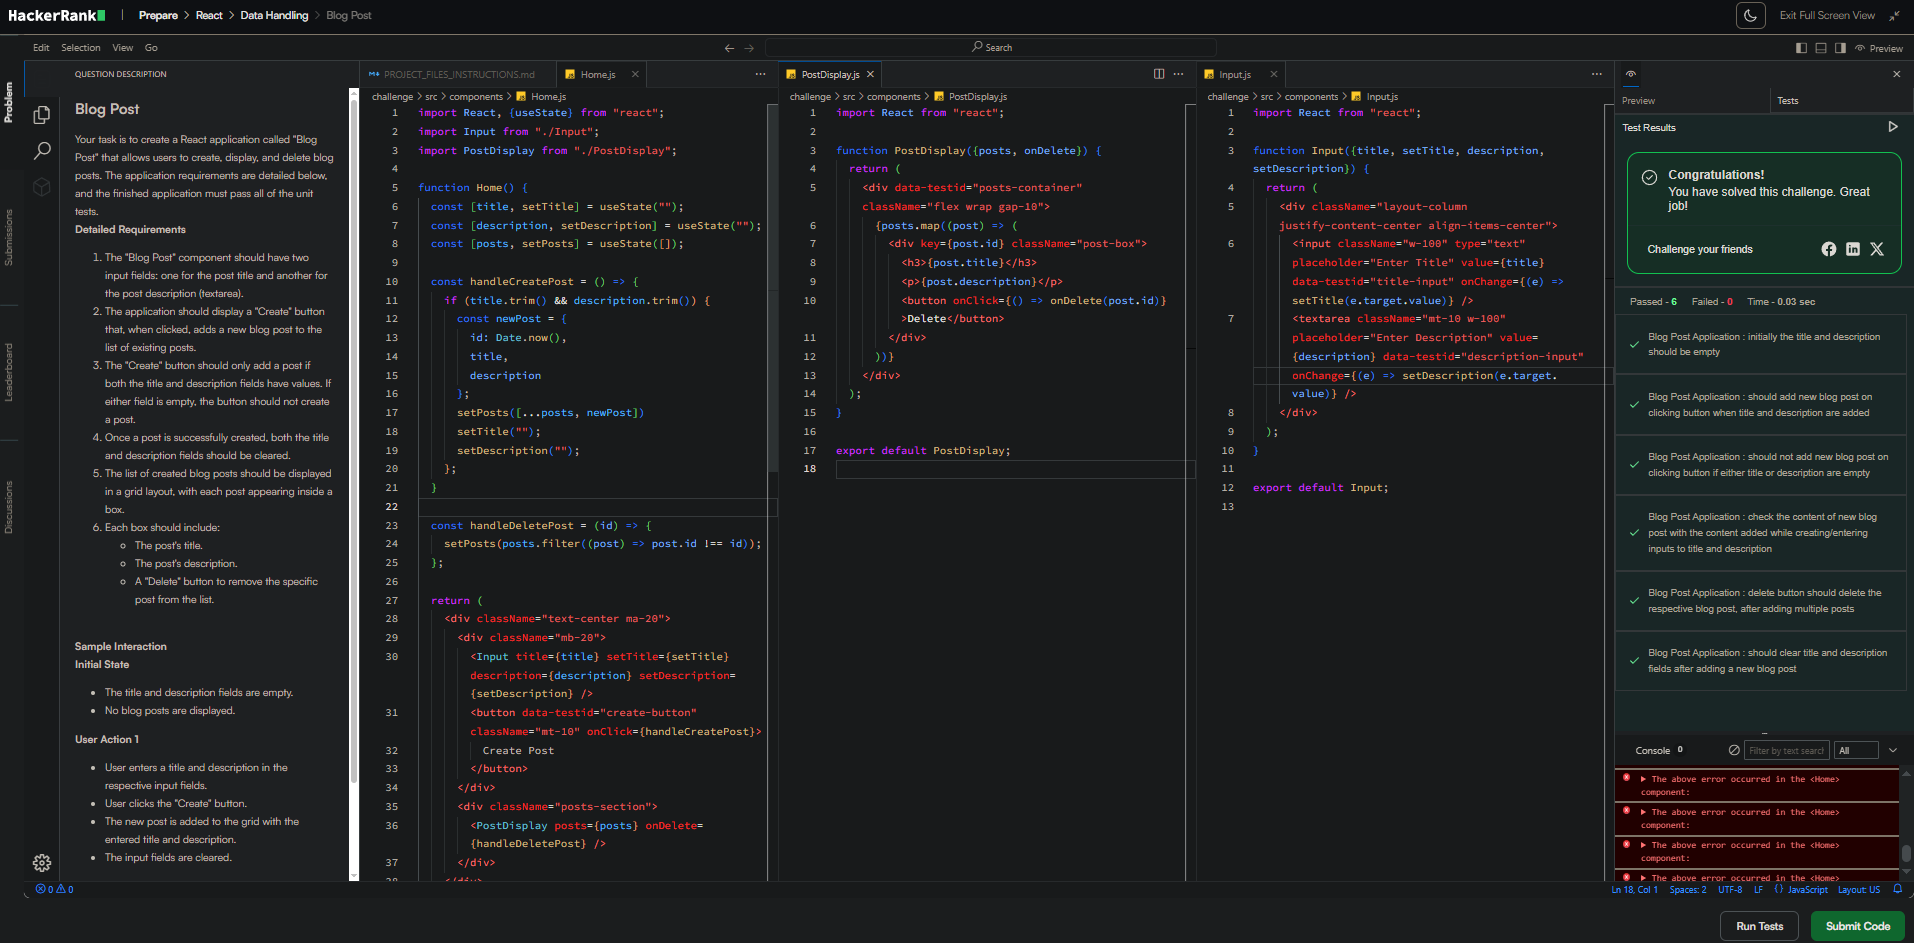 HackerRank | Prepare > React > Data Handling > Blog Post
Exit Full Screen View
Edit Selection View Go
Search
Preview
Problem
Submissions
Leaderboard
Discussions
QUESTION DESCRIPTION
Blog Post
Your task is to create a React application called "Blog
Post" that allows users to create, display, and delete blog
posts. The application requirements are detailed below,
and the finished application must pass all of the unit
tests.
Detailed Requirements
1. The "Blog Post" component should have two
input fields: one for the post title and another for
the post description (textarea).
2. The application should display a "Create" button
that, when clicked, adds a new blog post to the
list of existing posts.
3. The "Create" button should only add a post if
both the title and description fields have values. If
either field is empty, the button should not create
a post.
4. Once a post is successfully created, both the title
and description fields should be cleared.
5. The list of created blog posts should be displayed
in a grid layout, with each post appearing inside a
box.
6. Each box should include:
The post's title.
The post's description.
A "Delete" button to remove the specific
post from the list.
Sample Interaction
Initial State
The title and description fields are empty.
No blog posts are displayed.
User Action 1
User enters a title and description in the
respective input fields.
User clicks the "Create" button.
The new post is added to the grid with the
entered title and description.
The input fields are cleared.
PROJECT_FILES_INSTRUCTIONS.md
Home.js
challenge > src > components > Home.js
1 import React, {useState} from "react";
2 import Input from "./Input";
3 import PostDisplay from "./PostDisplay";
4
5 function Home() {
6 const [title, setTitle] = useState("");
7 const [description, setDescription] = useState("");
8 const [posts, setPosts] = useState([]);
9
10 const handleCreatePost = () => {
11 if (title.trim() && description.trim()) {
12 const newPost = {
13 id: Date.now(),
14 title,
15 description
16 };
17 setPosts([...posts, newPost])
18 setTitle("");
19 setDescription("");
20 };
21 }
22
23 const handleDeletePost = (id) => {
24 setPosts(posts.filter((post) => post.id !== id));
25 };
26
27 return (
28 <div className="text-center ma-20">
29 <div className="mb-20">
30 <Input title={title} setTitle={setTitle}
description={description} setDescription=
{setDescription} />
31 <button data-testid="create-button"
className="mt-10" onClick={handleCreatePost}>
32 Create Post
33 </button>
34 </div>
35 <div className="posts-section">
36 <PostDisplay posts={posts} onDelete=
{handleDeletePost} />
37 </div>
38 </div>
PostDisplay.js
challenge > src > components > PostDisplay.js
1 import React from "react";
2
3 function PostDisplay({posts, onDelete}) {
4 return (
5 <div data-testid="posts-container"
className="flex wrap gap-10">
6 {posts.map((post) => (
7 <div key={post.id} className="post-box">
8 <h3>{post.title}</h3>
9 <p>{post.description}</p>
10 <button onClick={() => onDelete(post.id)}
>Delete</button>
11 </div>
12 ))}
13 </div>
14 );
15 }
16
17 export default PostDisplay;
18
Input.js
challenge > src > components > Input.js
1 import React from "react";
2
3 function Input({title, setTitle, description,
setDescription}) {
4 return (
5 <div className="layout-column
justify-content-center align-items-center">
6 <input className="w-100" type="text"
placeholder="Enter Title" value={title}
data-testid="title-input" onChange={(e) =>
setTitle(e.target.value)} />
7 <textarea className="mt-10 w-100"
placeholder="Enter Description" value=
{description} data-testid="description-input"
onChange={(e) => setDescription(e.target.
value)} />
8 </div>
9 );
10 }
11
12 export default Input;
13
Preview Tests
Test Results
Congratulations!
You have solved this challenge. Great
job!
Challenge your friends
Passed - 6 Failed - 0 Time - 0.03 sec
Blog Post Application : initially the title and description
should be empty
Blog Post Application : should add new blog post on
clicking button when title and description are added
Blog Post Application : should not add new blog post on
clicking button if either title or description are empty
Blog Post Application : check the content of new blog
post with the content added while creating/entering
inputs to title and description
Blog Post Application : delete button should delete the
respective blog post, after adding multiple posts
Blog Post Application : should clear title and description
fields after adding a new blog post
Console 0 Filter by text search All
The above error occurred in the <Home>
component:
The above error occurred in the <Home>
component:
The above error occurred in the <Home>
component:
The above error occurred in the <Home>
0 0
Ln 18, Col 1 Spaces: 2 UTF-8 LF {} JavaScript Layout: US
Run Tests Submit Code